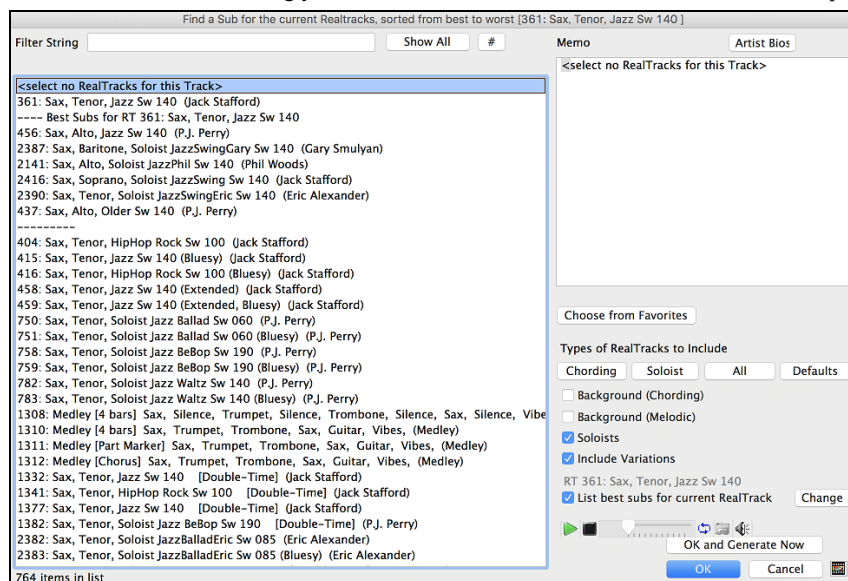 Find a Sub for the current Realtracks, sorted from best to worst [361: Sax, Tenor, Jazz Sw 140 ]
Filter String
Show All
#
Memo
Artist Bios
<select no RealTracks for this Track>
361: Sax, Tenor, Jazz Sw 140 (Jack Stafford)
---- Best Subs for RT 361: Sax, Tenor, Jazz Sw 140
456: Sax, Alto, Jazz Sw 140 (P.J. Perry)
2387: Sax, Baritone, Soloist JazzSwingGary Sw 140 (Gary Smulyan)
2141: Sax, Alto, Soloist JazzPhil Sw 140 (Phil Woods)
2416: Sax, Soprano, Soloist JazzSwing Sw 140 (Jack Stafford)
2390: Sax, Tenor, Soloist JazzSwingEric Sw 140 (Eric Alexander)
437: Sax, Alto, Older Sw 140 (P.J. Perry)
---------
404: Sax, Tenor, HipHop Rock Sw 100 (Jack Stafford)
415: Sax, Tenor, Jazz Sw 140 (Bluesy) (Jack Stafford)
416: Sax, Tenor, HipHop Rock Sw 100 (Bluesy) (Jack Stafford)
458: Sax, Tenor, Jazz Sw 140 (Extended) (Jack Stafford)
459: Sax, Tenor, Jazz Sw 140 (Extended, Bluesy) (Jack Stafford)
750: Sax, Tenor, Soloist Jazz Ballad Sw 060 (P.J. Perry)
751: Sax, Tenor, Soloist Jazz Ballad Sw 060 (Bluesy) (P.J. Perry)
758: Sax, Tenor, Soloist Jazz BeBop Sw 190 (P.J. Perry)
759: Sax, Tenor, Soloist Jazz BeBop Sw 190 (Bluesy) (P.J. Perry)
782: Sax, Tenor, Soloist Jazz Waltz Sw 140 (P.J. Perry)
783: Sax, Tenor, Soloist Jazz Waltz Sw 140 (Bluesy) (P.J. Perry)
1308: Medley [4 bars] Sax, Silence, Trumpet, Silence, Trombone, Silence, Sax, Silence, Vibe
1310: Medley [4 bars] Sax, Trumpet, Trombone, Sax, Guitar, Vibes, (Medley)
1311: Medley [Part Marker] Sax, Trumpet, Trombone, Sax, Guitar, Vibes, (Medley)
1312: Medley [Chorus] Sax, Trumpet, Trombone, Sax, Guitar, Vibes, (Medley)
1332: Sax, Tenor, Jazz Sw 140 [Double-Time] (Jack Stafford)
1341: Sax, Tenor, HipHop Rock Sw 100 [Double-Time] (Jack Stafford)
1377: Sax, Tenor, Jazz Sw 140 [Double-Time] (Jack Stafford)
1382: Sax, Tenor, Soloist Jazz BeBop Sw 190 [Double-Time] (P.J. Perry)
2382: Sax, Tenor, Soloist JazzBalladEric Sw 085 (Eric Alexander)
2383: Sax, Tenor, Soloist JazzBalladEric Sw 085 (Bluesy) (Eric Alexander)
764 items in list
<select no RealTracks for this Track>
Choose from Favorites
Types of RealTracks to Include
Chording
Soloist
All
Defaults
Background (Chording)
Background (Melodic)
Soloists
Include Variations
RT 361: Sax, Tenor, Jazz Sw 140
List best subs for current RealTrack
Change
OK and Generate Now
OK
Cancel